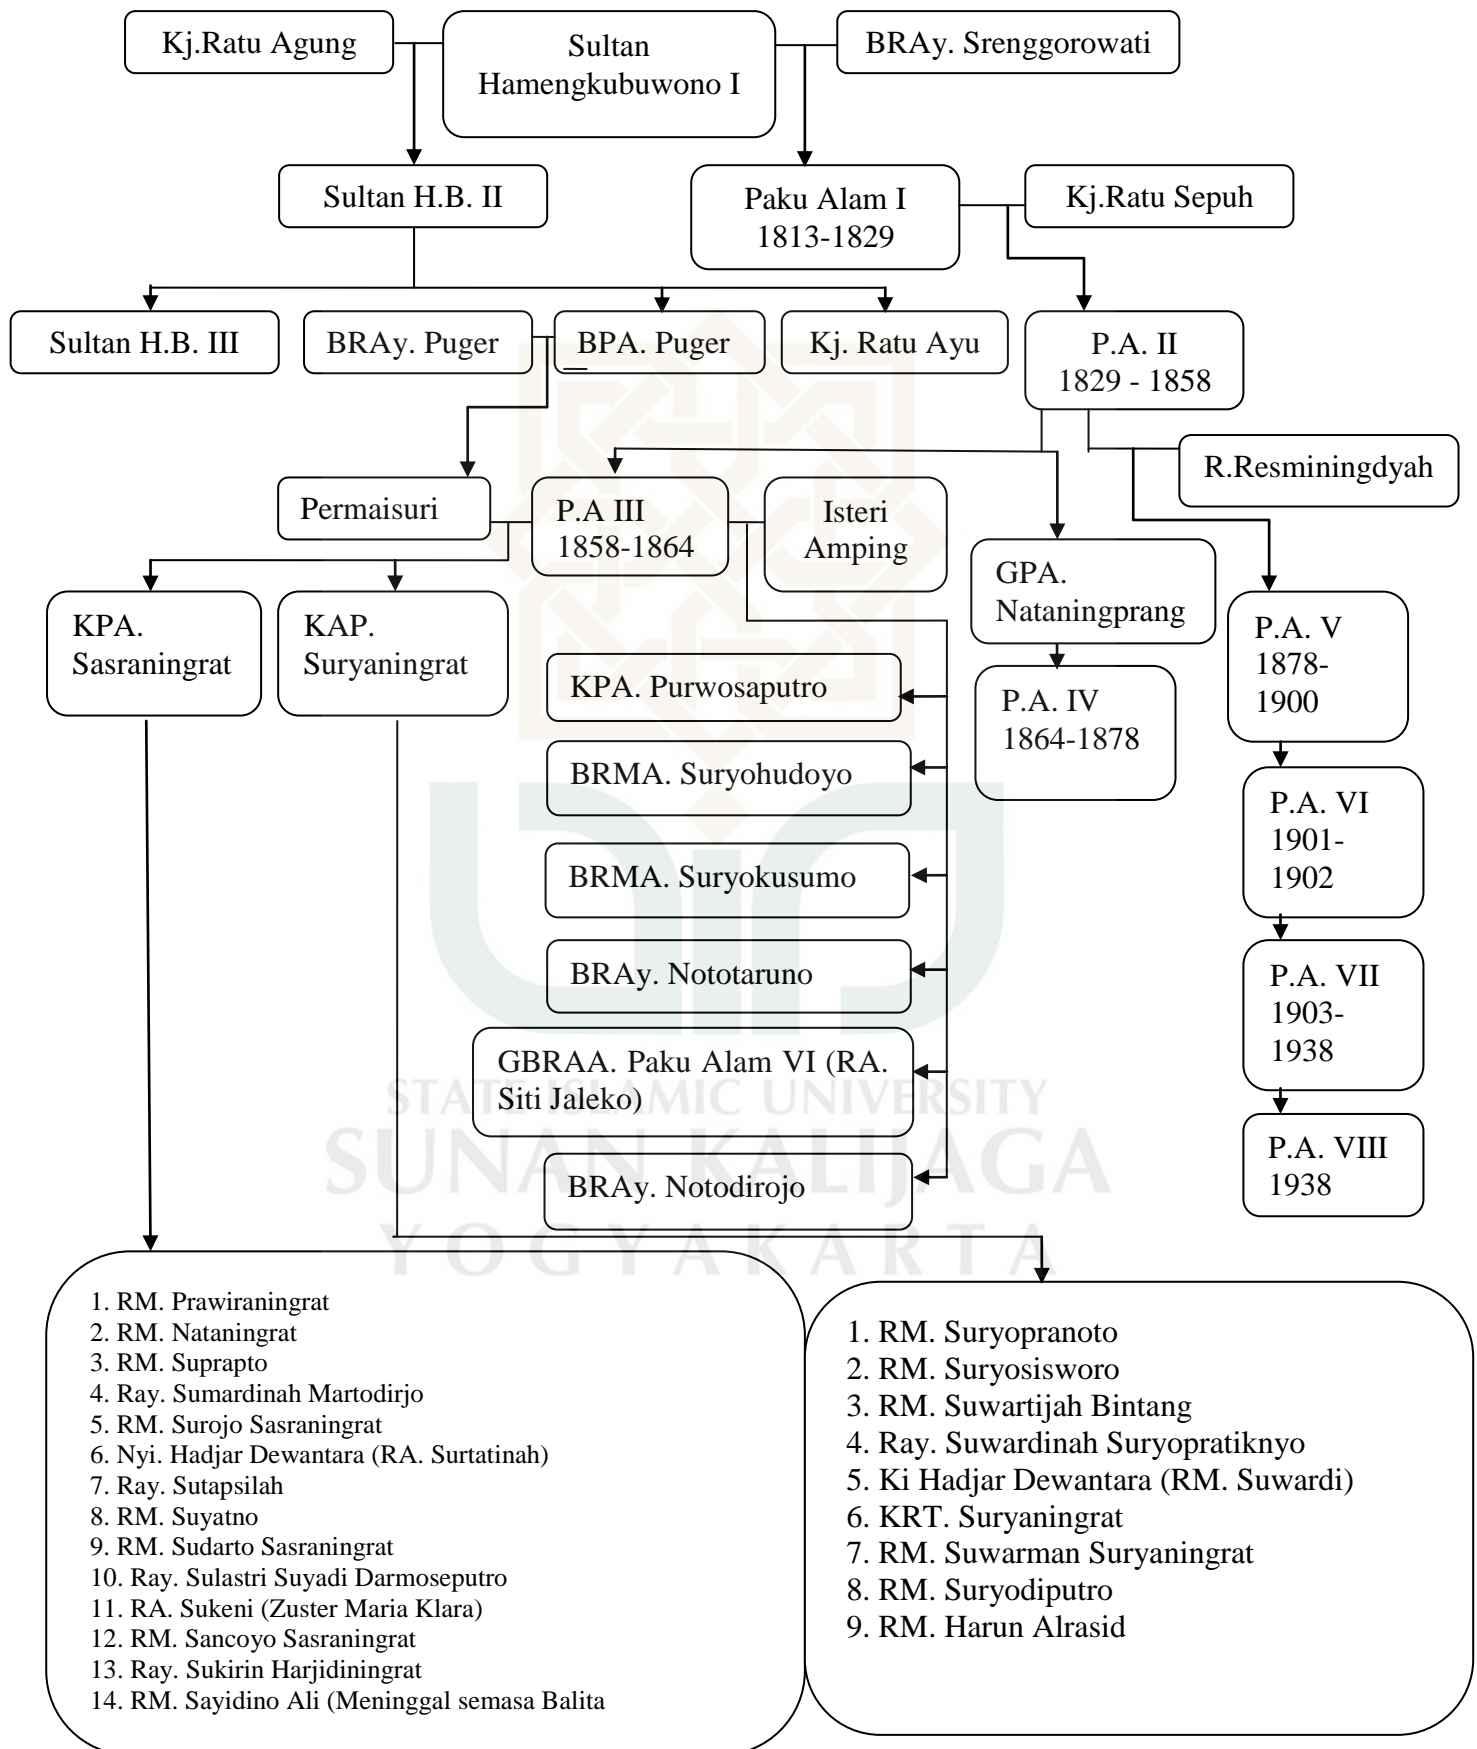 Kj.Ratu Agung
Sultan
Hamengkubuwono I
BRAy. Srenggorowati
Sultan H.B. II
Paku Alam I
1813-1829
Kj.Ratu Sepuh
Sultan H.B. III
BRAy. Puger
BPA. Puger
Kj. Ratu Ayu
P.A. II
1829 - 1858
R.Resminingdyah
Permaisuri
P.A III
1858-1864
Isteri
Amping
GPA.
Nataningprang
KPA.
Sasraningrat
KAP.
Suryaningrat
P.A. V
1878-
1900
KPA. Purwosaputro
P.A. IV
1864-1878
BRMA. Suryohudoyo
P.A. VI
1901-
1902
BRMA. Suryokusumo
BRAy. Nototaruno
P.A. VII
1903-
1938
GBRAA. Paku Alam VI (RA.
Siti Jaleko)
BRAy. Notodirojo
P.A. VIII
1938
STATE ISLAMIC UNIVERSITY
SUNAN KALIJAGA
YOGYAKARTA
1. RM. Prawiraningrat
2. RM. Nataningrat
3. RM. Suprapto
4. Ray. Sumardinah Martodirjo
5. RM. Surojo Sasraningrat
6. Nyi. Hadjar Dewantara (RA. Surtatinah)
7. Ray. Sutapsilah
8. RM. Suyatno
9. RM. Sudarto Sasraningrat
10. Ray. Sulastri Suyadi Darmoseputro
11. RA. Sukeni (Zuster Maria Klara)
12. RM. Sancoyo Sasraningrat
13. Ray. Sukirin Harjidiningrat
14. RM. Sayidino Ali (Meninggal semasa Balita
1. RM. Suryopranoto
2. RM. Suryosisworo
3. RM. Suwartijah Bintang
4. Ray. Suwardinah Suryopratiknyo
5. Ki Hadjar Dewantara (RM. Suwardi)
6. KRT. Suryaningrat
7. RM. Suwarman Suryaningrat
8. RM. Suryodiputro
9. RM. Harun Alrasid